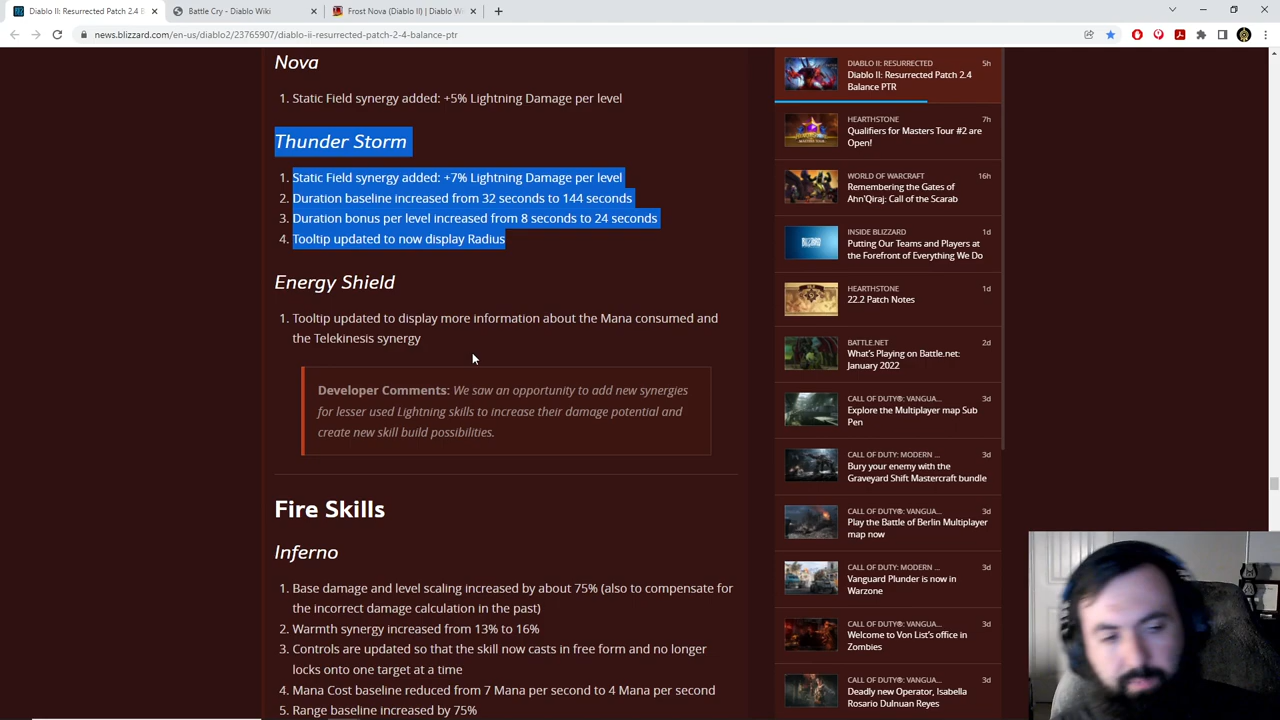 Diablo II: Resurrected Patch 2.4 B
Battle Cry - Diablo Wiki
Frost Nova (Diablo II) | Diablo Wi
news.blizzard.com/en-us/diablo2/23765907/diablo-ii-resurrected-patch-2-4-balance-ptr
Nova
1. Static Field synergy added: +5% Lightning Damage per level
Thunder Storm
1. Static Field synergy added: +7% Lightning Damage per level
2. Duration baseline increased from 32 seconds to 144 seconds
3. Duration bonus per level increased from 8 seconds to 24 seconds
4. Tooltip updated to now display Radius
Energy Shield
1. Tooltip updated to display more information about the Mana consumed and
the Telekinesis synergy
Developer Comments: We saw an opportunity to add new synergies
for lesser used Lightning skills to increase their damage potential and
create new skill build possibilities.
Fire Skills
Inferno
1. Base damage and level scaling increased by about 75% (also to compensate for
the incorrect damage calculation in the past)
2. Warmth synergy increased from 13% to 16%
3. Controls are updated so that the skill now casts in free form and no longer
locks onto one target at a time
4. Mana Cost baseline reduced from 7 Mana per second to 4 Mana per second
5. Range baseline increased by 75%
DIABLO II: RESURRECTED 5h
Diablo II: Resurrected Patch 2.4
Balance PTR
HEARTHSTONE 7h
Qualifiers for Masters Tour #2 are
Open!
WORLD OF WARCRAFT 16h
Remembering the Gates of
Ahn'Qiraj: Call of the Scarab
INSIDE BLIZZARD 1d
Putting Our Teams and Players at
the Forefront of Everything We Do
HEARTHSTONE 1d
22.2 Patch Notes
BATTLE.NET 2d
What's Playing on Battle.net:
January 2022
CALL OF DUTY®: VANGUA... 3d
Explore the Multiplayer map Sub
Pen
CALL OF DUTY: MODERN ... 3d
Bury your enemy with the
Graveyard Shift Mastercraft bundle
CALL OF DUTY®: VANGUA... 3d
Play the Battle of Berlin Multiplayer
map now
CALL OF DUTY: MODERN ... 3d
Vanguard Plunder is now in
Warzone
CALL OF DUTY®: VANGUA... 3d
Welcome to Von List's office in
Zombies
CALL OF DUTY®: VANGUA... 3d
Deadly new Operator, Isabella
Rosario Dulnuan Reyes